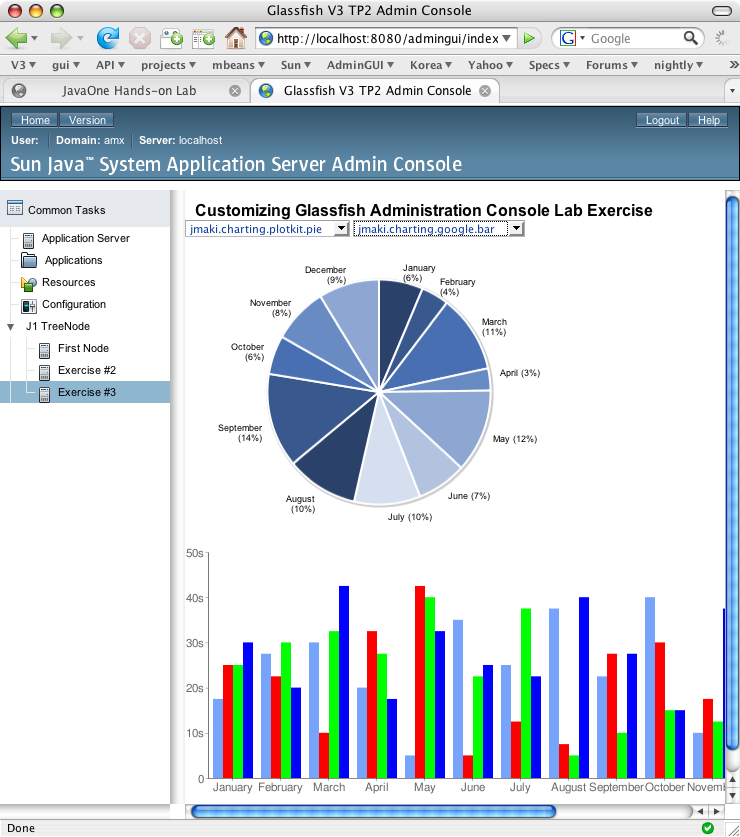 Glassfish V3 TP2 Admin Console
http://localhost:8080/admingui/index
G Google
V3 gui API projects mbeans Sun AdminGUI Korea Yahoo Specs Forums nightly »
JavaOne Hands-on Lab
Glassfish V3 TP2 Admin Console
Home Version Logout Help
User: Domain: amx Server: localhost
Sun Java™ System Application Server Admin Console
Common Tasks
Application Server
Applications
Resources
Configuration
J1 TreeNode
First Node
Exercise #2
Exercise #3
Customizing Glassfish Administration Console Lab Exercise
jmaki.charting.plotkit.pie jmaki.charting.google.bar
December
(9%)
January
(6%)
February
(4%)
November
(8%)
March
(11%)
October
(6%)
April (3%)
September
(14%)
May (12%)
August
(10%)
June (7%)
July (10%)
50s
40s
30s
20s
10s
0
January February March April May June July August September October Novem
Done